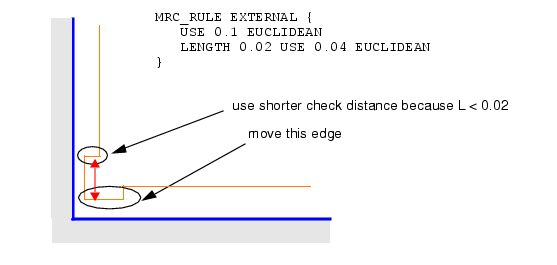 MRC_RULE EXTERNAL {
USE 0.1 EUCLIDEAN
LENGTH 0.02 USE 0.04 EUCLIDEAN
}
use shorter check distance because L < 0.02
move this edge